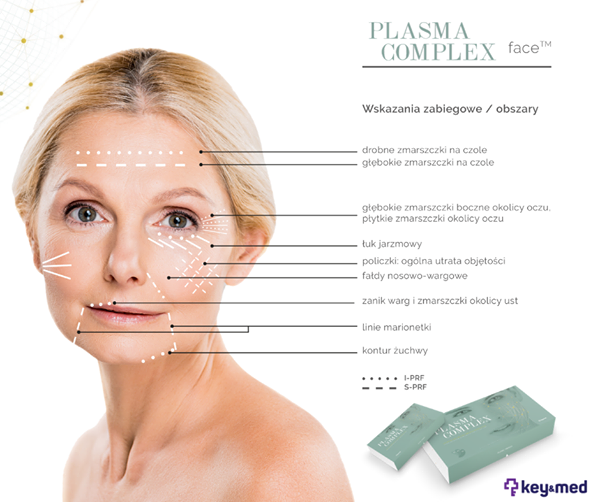 PLASMA
COMPLEX face™
Wskazania zabiegowe / obszary
drobne zmarszczki na czole
głębokie zmarszczki na czole
głębokie zmarszczki boczne okolicy oczu,
płytkie zmarszczki okolicy oczu
łuk jarzmowy
policzki: ogólna utrata objętości
fałdy nosowo-wargowe
zanik warg i zmarszczki okolicy ust
linie marionetki
kontur żuchwy
I-PRF
S-PRF
PLASMA
COMPLEX
PLASMA
COMPLEX
key&med